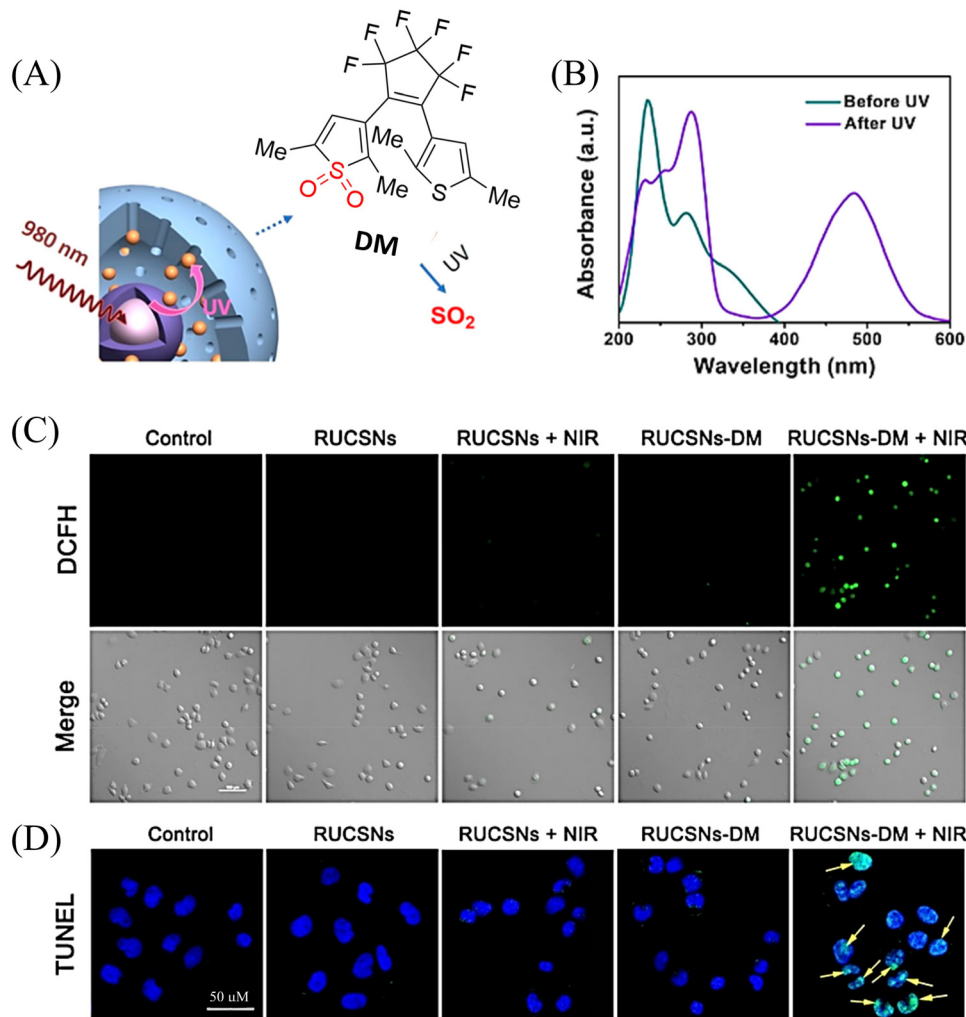 (A)
F F F F
F F
Me
S
O O
Me
Me
S
Me
DM
UV
SO₂
980 nm
UV
(B)
Before UV
After UV
Absorbance (a.u.)
200 300 400 500 600
Wavelength (nm)
(C)
Control RUCSNs RUCSNs + NIR RUCSNs-DM RUCSNs-DM + NIR
DCFH
Merge
(D)
Control RUCSNs RUCSNs + NIR RUCSNs-DM RUCSNs-DM + NIR
TUNEL
50 uM